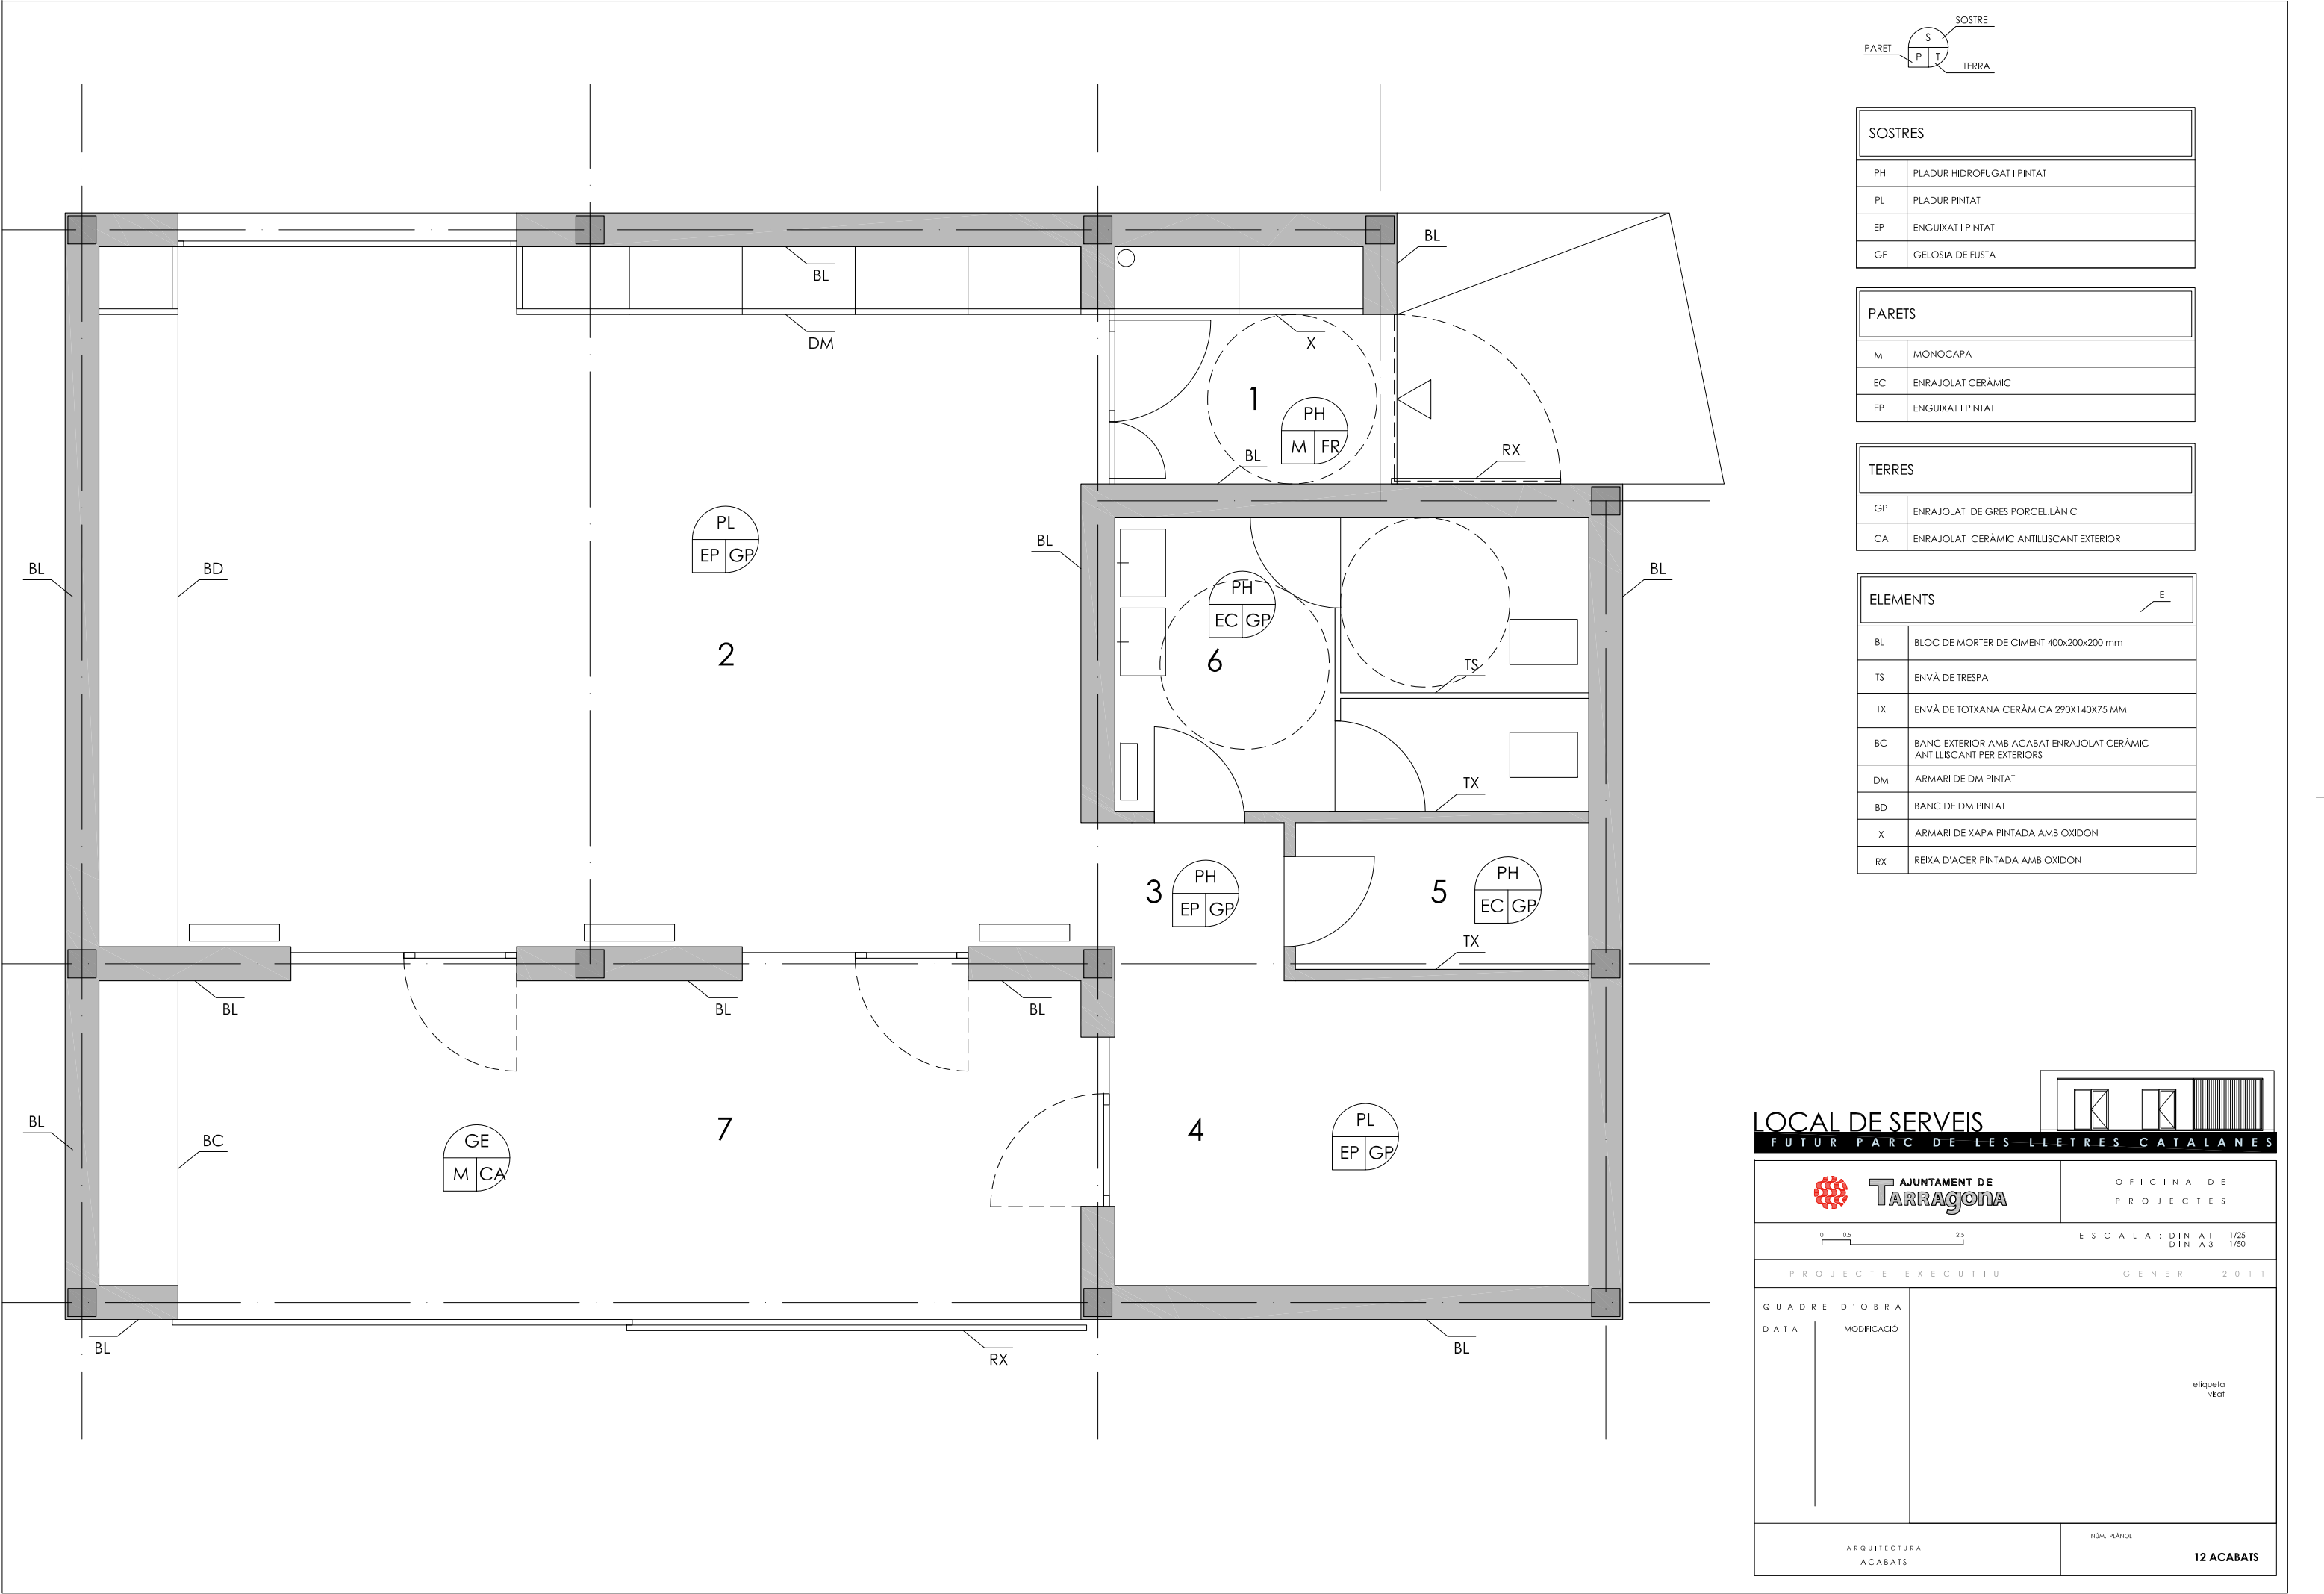 SOSTRE
S
PARET
P T
TERRA
SOSTRES
PH PLADUR HIDROFUGAT I PINTAT
PL PLADUR PINTAT
EP ENGUIXAT I PINTAT
GF GELOSIA DE FUSTA
PARETS
M MONOCAPA
EC ENRAJOLAT CERÀMIC
EP ENGUIXAT I PINTAT
TERRES
GP ENRAJOLAT DE GRES PORCEL.LÀNIC
CA ENRAJOLAT CERÀMIC ANTILLISCANT EXTERIOR
ELEMENTS E
BL BLOC DE MORTER DE CIMENT 400x200x200 mm
TS ENVÀ DE TRESPA
TX ENVÀ DE TOTXANA CERÀMICA 290X140X75 MM
BC BANC EXTERIOR AMB ACABAT ENRAJOLAT CERÀMIC
ANTILLISCANT PER EXTERIORS
DM ARMARI DE DM PINTAT
BD BANC DE DM PINTAT
X ARMARI DE XAPA PINTADA AMB OXIDON
RX REIXA D'ACER PINTADA AMB OXIDON
BL
BL
DM
X
1
PH
M FR
BL
RX
PL
EP GP
BL
BL
BD
BL
2
PH
EC GP
6
TS
TX
3
PH
EP GP
5
PH
EC GP
TX
BL
BL
BL
BL
BC
GE
M CA
7
4
PL
EP GP
BL
RX
BL
LOCAL DE SERVEIS
FUTUR PARC DE LES LLETRES CATALANES
AJUNTAMENT DE
TARRAGONA
OFICINA DE
PROJECTES
0 0.5 2.5
ESCALA: DIN A1 1/25
DIN A3 1/50
PROJECTE EXECUTIU GENER 2011
QUADRE D'OBRA
DATA MODIFICACIÓ
etiqueta
visat
ARQUITECTURA
ACABATS
NÚM. PLÀNOL
12 ACABATS